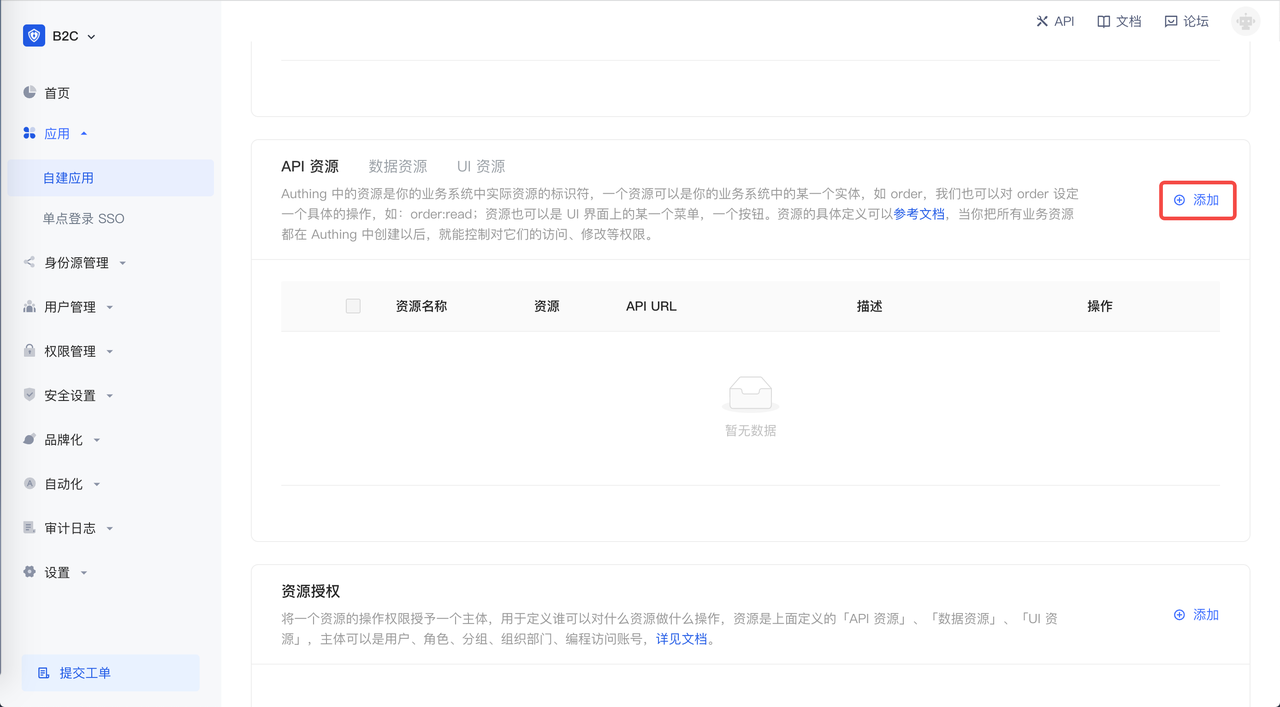 B2C
API
文档
论坛
首页
应用
自建应用
单点登录 SSO
身份源管理
用户管理
权限管理
安全设置
品牌化
自动化
审计日志
设置
提交工单
API 资源
数据资源
UI 资源
Authing 中的资源是你的业务系统中实际资源的标识符，一个资源可以是你的业务系统中的某一个实体，如 order，我们也可以对 order 设定
一个具体的操作，如：order:read；资源也可以是 UI 界面上的某一个菜单，一个按钮。资源的具体定义可以参考文档，当你把所有业务资源
都在 Authing 中创建以后，就能控制对它们的访问、修改等权限。
添加
资源名称
资源
API URL
描述
操作
暂无数据
资源授权
将一个资源的操作权限授予一个主体，用于定义谁可以对什么资源做什么操作，资源是上面定义的「API 资源」、「数据资源」、「UI 资
源」，主体可以是用户、角色、分组、组织部门、编程访问账号，详见文档。
添加